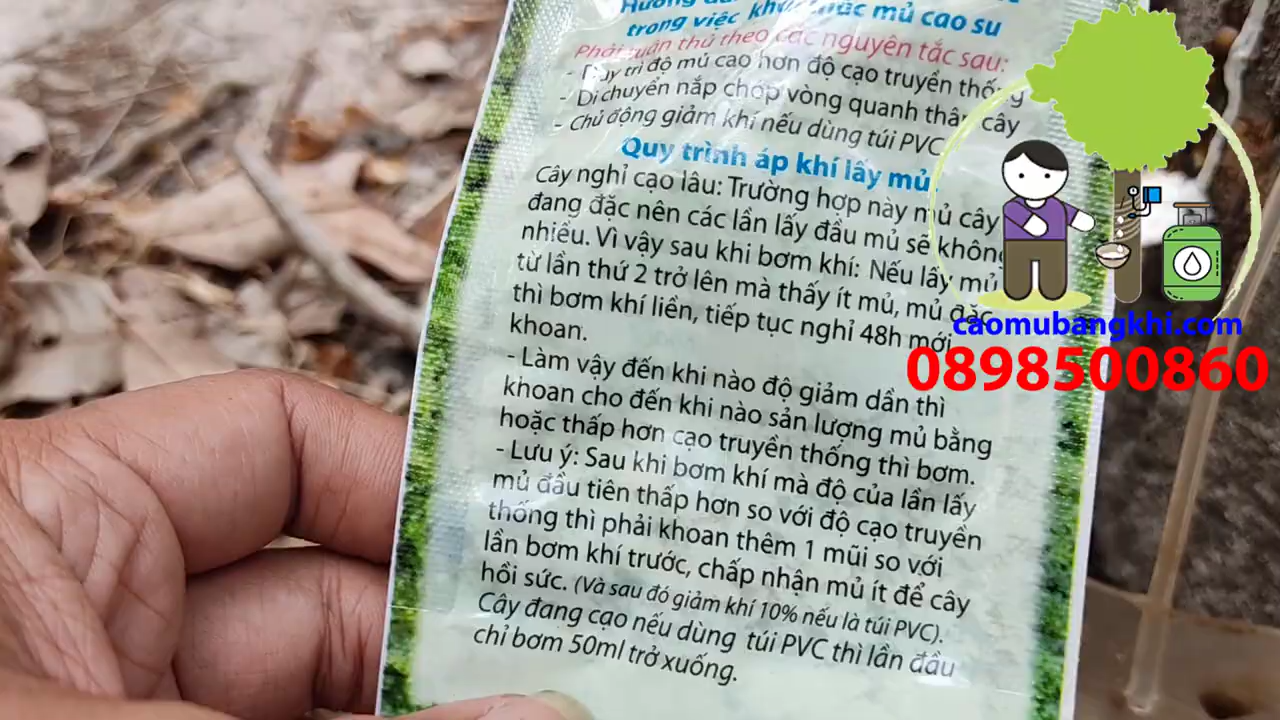 Hướng
trong việc khai thác mủ cao su
Phải tuân thủ theo các nguyên tắc sau:
- Duy trì độ mủ cao hơn độ cạo truyền thống
- Di chuyển nắp chóp vòng quanh thân cây
- Chủ động giảm khí nếu dùng túi PVC
Quy trình áp khí lấy mủ:
Cây nghỉ cạo lâu: Trường hợp này mủ cây
đang đặc nên các lần lấy đầu mủ sẽ không
nhiều. Vì vậy sau khi bơm khí: Nếu lấy mủ
từ lần thứ 2 trở lên mà thấy ít mủ, mủ đặc
thì bơm khí liền, tiếp tục nghỉ 48h mới
khoan.
- Làm vậy đến khi nào độ giảm dần thì
khoan cho đến khi nào sản lượng mủ bằng
hoặc thấp hơn cạo truyền thống thì bơm.
- Lưu ý: Sau khi bơm khí mà độ của lần lấy
mủ đầu tiên thấp hơn so với độ cạo truyền
thống thì phải khoan thêm 1 mũi so với
lần bơm khí trước, chấp nhận mủ ít để cây
hồi sức. (Và sau đó giảm khí 10% nếu là túi PVC).
Cây đang cạo nếu dùng túi PVC thì lần đầu
chỉ bơm 50ml trở xuống.
caomubangkhi.com
0898500860